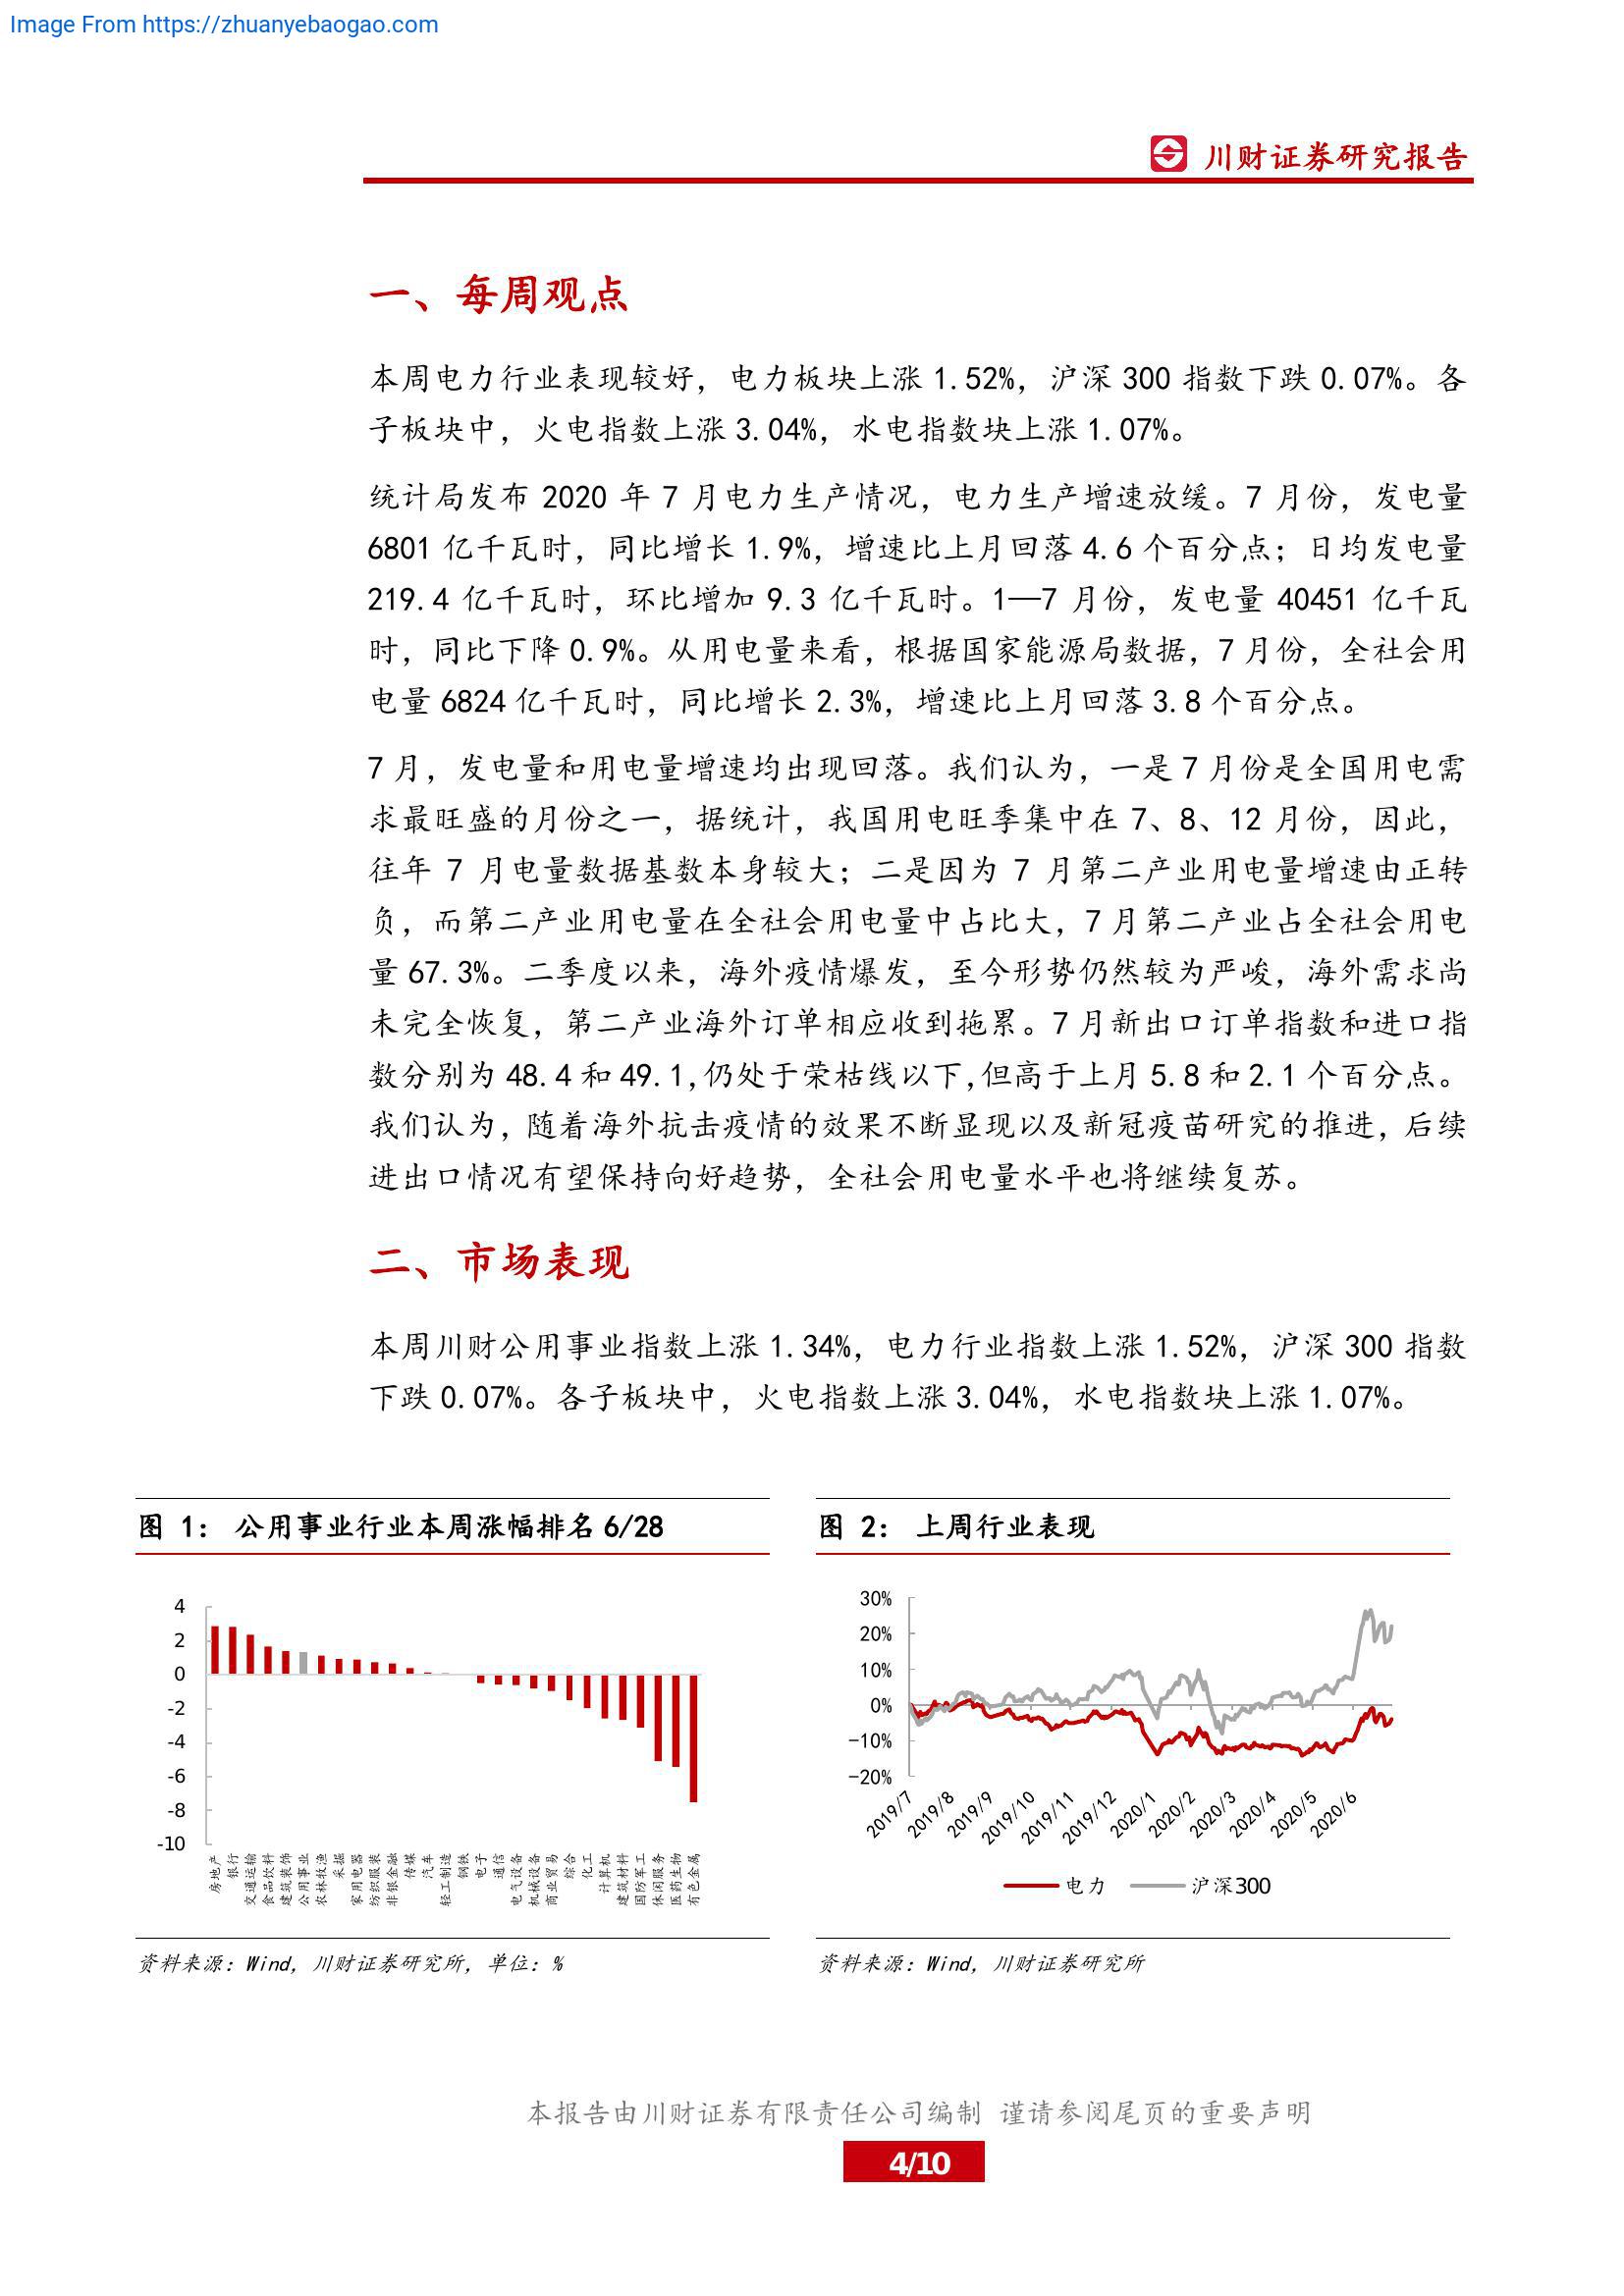 Image From https://zhuanyebaogao.com
川财证券研究报告
一、每周观点
本周电力行业表现较好，电力板块上涨 1.52%，沪深 300 指数下跌 0.07%。各
子板块中，火电指数上涨 3.04%，水电指数块上涨 1.07%。
统计局发布 2020 年 7 月电力生产情况，电力生产增速放缓。7 月份，发电量
6801 亿千瓦时，同比增长 1.9%，增速比上月回落 4.6 个百分点；日均发电量
219.4 亿千瓦时，环比增加 9.3 亿千瓦时。1—7 月份，发电量 40451 亿千瓦
时，同比下降 0.9%。从用电量来看，根据国家能源局数据，7 月份，全社会用
电量 6824 亿千瓦时，同比增长 2.3%，增速比上月回落 3.8 个百分点。
7 月，发电量和用电量增速均出现回落。我们认为，一是 7 月份是全国用电需
求最旺盛的月份之一，据统计，我国用电旺季集中在 7、8、12 月份，因此，
往年 7 月电量数据基数本身较大；二是因为 7 月第二产业用电量增速由正转
负，而第二产业用电量在全社会用电量中占比大，7 月第二产业占全社会用电
量 67.3%。二季度以来，海外疫情爆发，至今形势仍然较为严峻，海外需求尚
未完全恢复，第二产业海外订单相应收到拖累。7 月新出口订单指数和进口指
数分别为 48.4 和 49.1,仍处于荣枯线以下,但高于上月 5.8 和 2.1 个百分点。
我们认为，随着海外抗击疫情的效果不断显现以及新冠疫苗研究的推进，后续
进出口情况有望保持向好趋势，全社会用电量水平也将继续复苏。
二、市场表现
本周川财公用事业指数上涨 1.34%，电力行业指数上涨 1.52%，沪深 300 指数
下跌 0.07%。各子板块中，火电指数上涨 3.04%，水电指数块上涨 1.07%。
图 1： 公用事业行业本周涨幅排名 6/28
4
2
0
-2
-4
-6
-8
-10
房地产
银行
交通运输
食品饮料
建筑装饰
公用事业
农林牧渔
采掘
家用电器
纺织服装
非银金融
传媒
汽车
轻工制造
钢铁
电子
通信
电气设备
机械设备
商业贸易
综合
化工
计算机
建筑材料
国防军工
休闲服务
医药生物
有色金属
资料来源：Wind，川财证券研究所，单位：%
图 2： 上周行业表现
30%
20%
10%
0%
-10%
-20%
2019/7
2019/8
2019/9
2019/10
2019/11
2019/12
2020/1
2020/2
2020/3
2020/4
2020/5
2020/6
电力
沪深300
资料来源：Wind，川财证券研究所
本报告由川财证券有限责任公司编制 谨请参阅尾页的重要声明
4/10